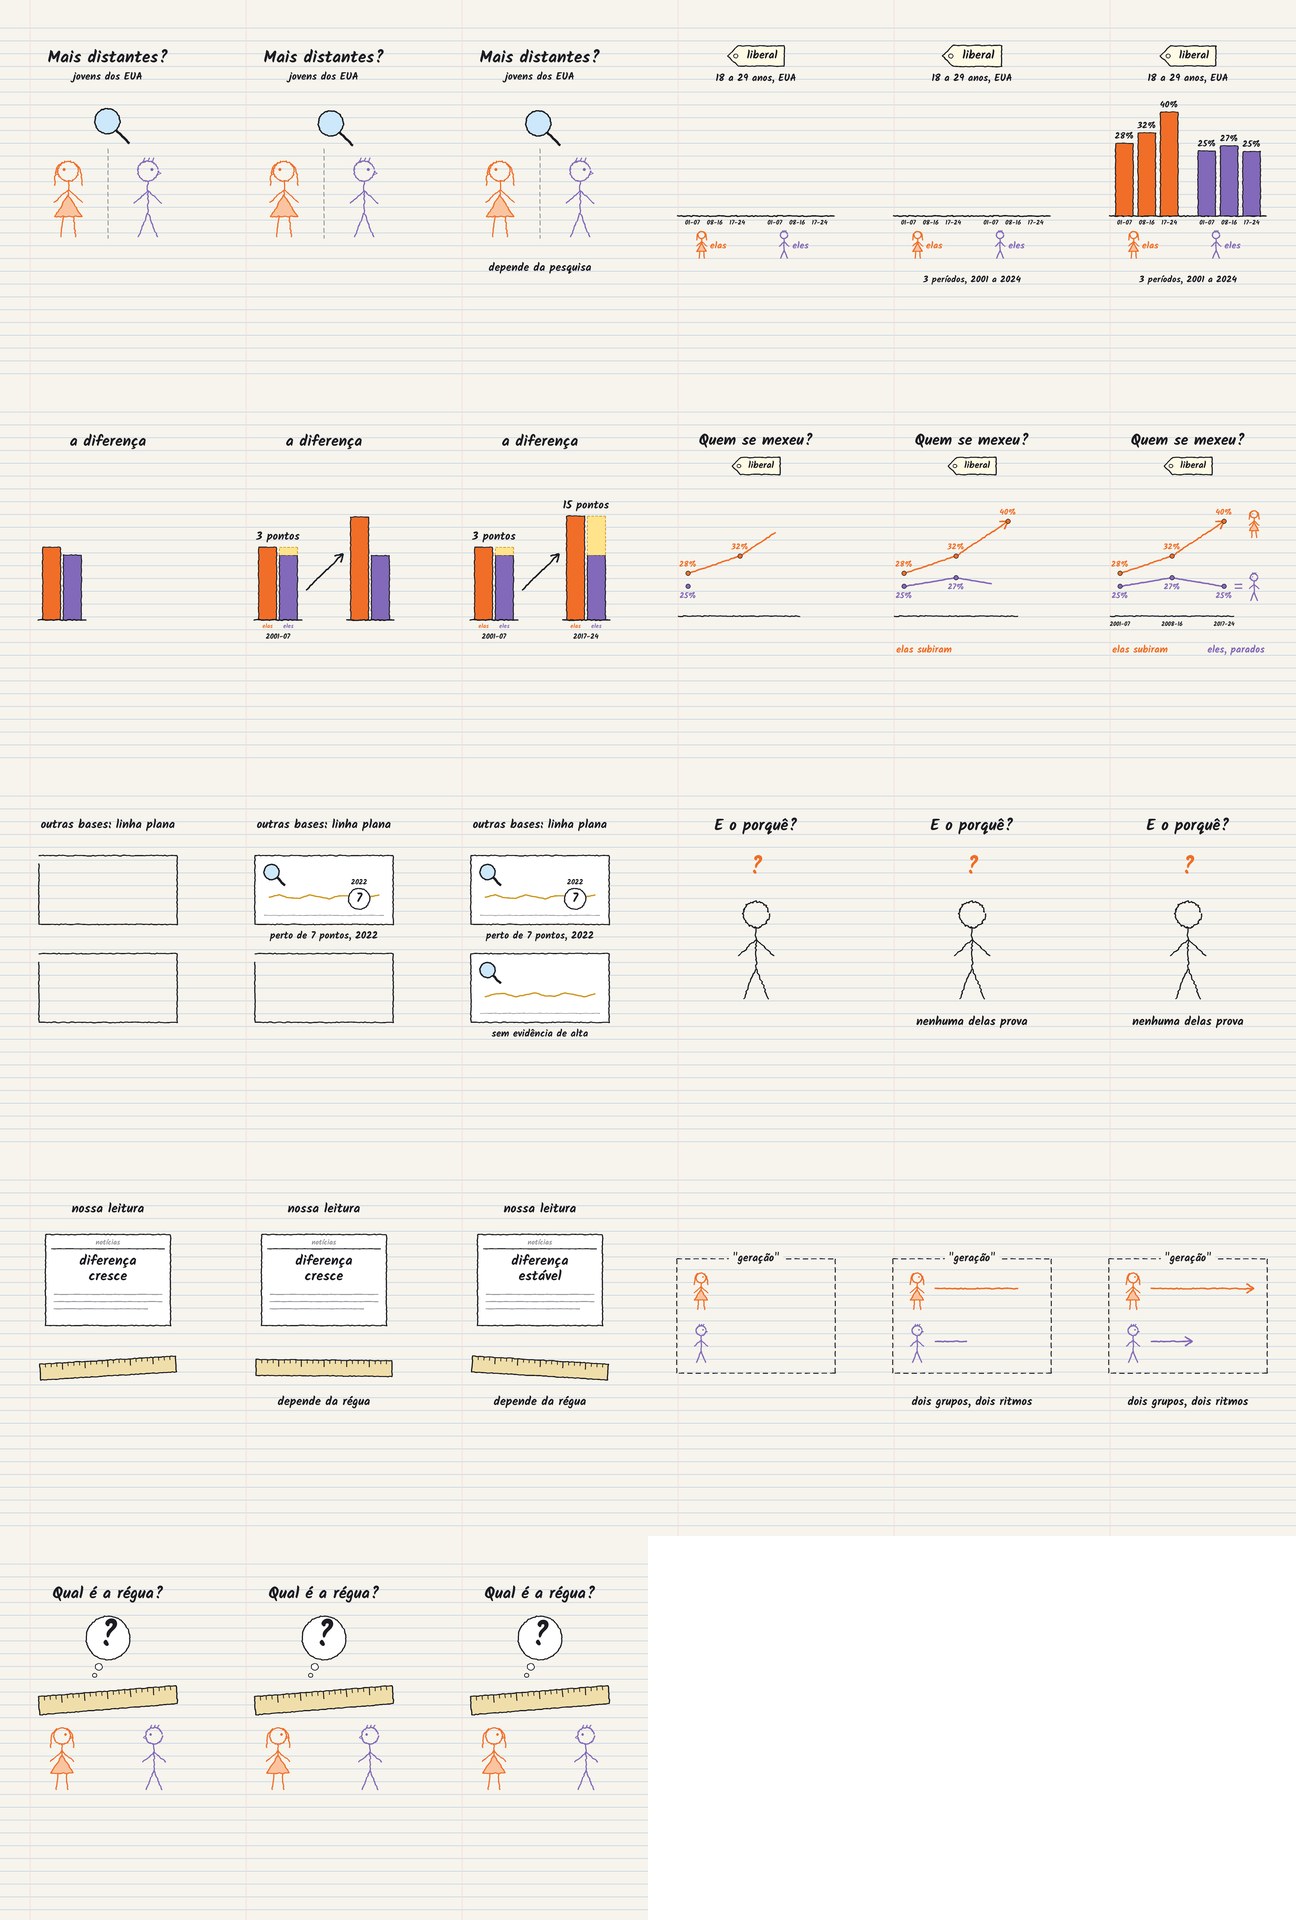 Mais distantes?
jovens dos EUA
Mais distantes?
jovens dos EUA
Mais distantes?
jovens dos EUA
depende da pesquisa
liberal
18 a 29 anos, EUA
01-07 08-16 17-24 01-07 08-16 17-24
elas eles
liberal
18 a 29 anos, EUA
01-07 08-16 17-24 01-07 08-16 17-24
elas eles
3 períodos, 2001 a 2024
liberal
18 a 29 anos, EUA
28% 32% 40% 25% 27% 25%
01-07 08-16 17-24 01-07 08-16 17-24
elas eles
3 períodos, 2001 a 2024
a diferença
a diferença
3 pontos
elas eles
2001-07
a diferença
3 pontos
15 pontos
elas eles elas eles
2001-07 2017-24
Quem se mexeu?
liberal
32%
28%
25%
Quem se mexeu?
liberal
40%
32%
28%
25% 27%
elas subiram
Quem se mexeu?
liberal
40%
32%
28%
25% 27% 25% =
2001-07 2008-16 2017-24
elas subiram eles, parados
outras bases: linha plana
outras bases: linha plana
2022
7
perto de 7 pontos, 2022
outras bases: linha plana
2022
7
perto de 7 pontos, 2022
sem evidência de alta
E o porquê?
?
E o porquê?
?
nenhuma delas prova
E o porquê?
?
nenhuma delas prova
nossa leitura
notícias
diferença
cresce
nossa leitura
notícias
diferença
cresce
depende da régua
nossa leitura
notícias
diferença
estável
depende da régua
"geração"
"geração"
dois grupos, dois ritmos
"geração"
dois grupos, dois ritmos
Qual é a régua?
?
Qual é a régua?
?
Qual é a régua?
?